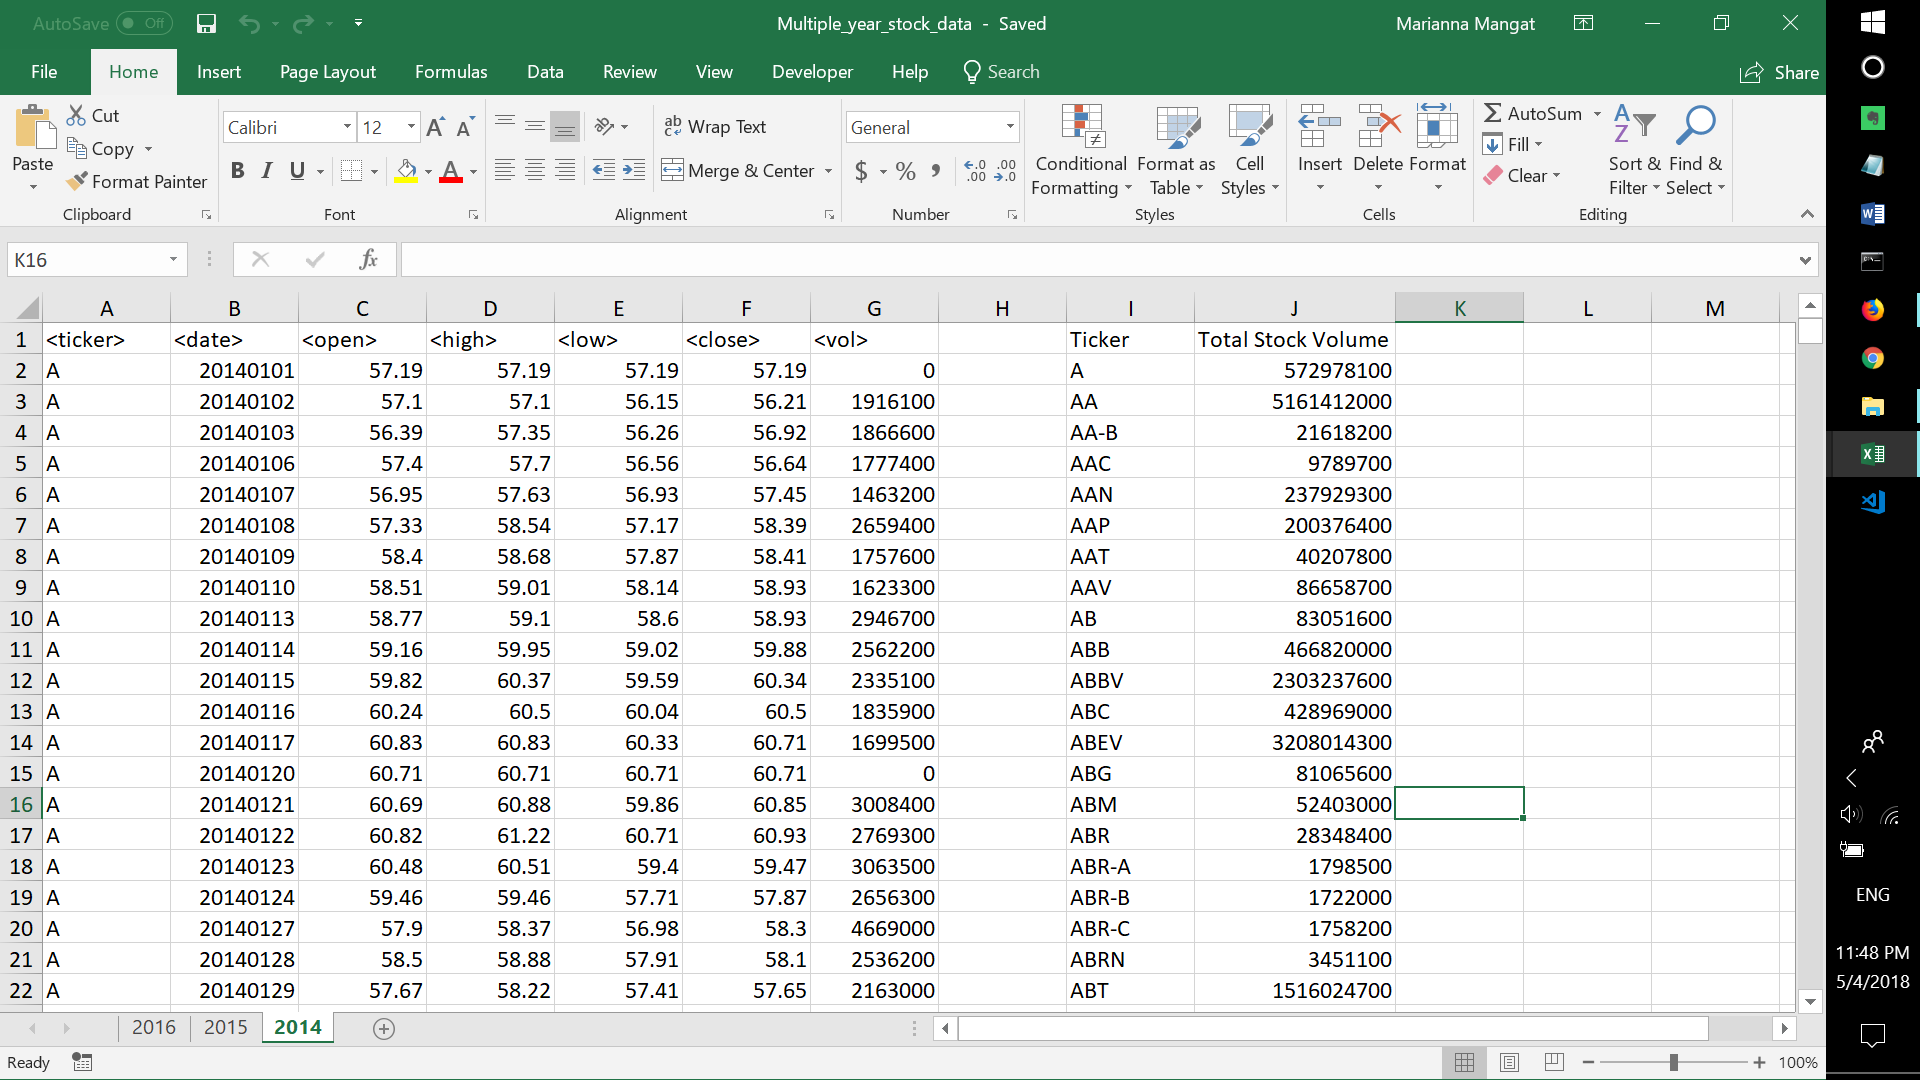 AutoSave Off Multiple_year_stock_data - Saved Marianna Mangat
File Home Insert Page Layout Formulas Data Review View Developer Help Search Share
Paste
Cut
Copy
Format Painter
Clipboard
Calibri 12
B I U A
Font
ab Wrap Text
Merge & Center
Alignment
General
$ % , .0 .00 .00 .0
Number
Conditional Formatting
Format as Table
Cell Styles
Styles
Insert Delete Format
Cells
AutoSum
Fill
Clear
Sort & Filter
Find & Select
Editing
K16 fx
A B C D E F G H I J K L M
1 <ticker> <date> <open> <high> <low> <close> <vol> Ticker Total Stock Volume
2 A 20140101 57.19 57.19 57.19 57.19 0 A 572978100
3 A 20140102 57.1 57.1 56.15 56.21 1916100 AA 5161412000
4 A 20140103 56.39 57.35 56.26 56.92 1866600 AA-B 21618200
5 A 20140106 57.4 57.7 56.56 56.64 1777400 AAC 9789700
6 A 20140107 56.95 57.63 56.93 57.45 1463200 AAN 237929300
7 A 20140108 57.33 58.54 57.17 58.39 2659400 AAP 200376400
8 A 20140109 58.4 58.68 57.87 58.41 1757600 AAT 40207800
9 A 20140110 58.51 59.01 58.14 58.93 1623300 AAV 86658700
10 A 20140113 58.77 59.1 58.6 58.93 2946700 AB 83051600
11 A 20140114 59.16 59.95 59.02 59.88 2562200 ABB 466820000
12 A 20140115 59.82 60.37 59.59 60.34 2335100 ABBV 2303237600
13 A 20140116 60.24 60.5 60.04 60.5 1835900 ABC 428969000
14 A 20140117 60.83 60.83 60.33 60.71 1699500 ABEV 3208014300
15 A 20140120 60.71 60.71 60.71 60.71 0 ABG 81065600
16 A 20140121 60.69 60.88 59.86 60.85 3008400 ABM 52403000
17 A 20140122 60.82 61.22 60.71 60.93 2769300 ABR 28348400
18 A 20140123 60.48 60.51 59.4 59.47 3063500 ABR-A 1798500
19 A 20140124 59.46 59.46 57.71 57.87 2656300 ABR-B 1722000
20 A 20140127 57.9 58.37 56.98 58.3 4669000 ABR-C 1758200
21 A 20140128 58.5 58.88 57.91 58.1 2536200 ABRN 3451100
22 A 20140129 57.67 58.22 57.41 57.65 2163000 ABT 1516024700
2016 2015 2014
Ready 100%
ENG
11:48 PM
5/4/2018